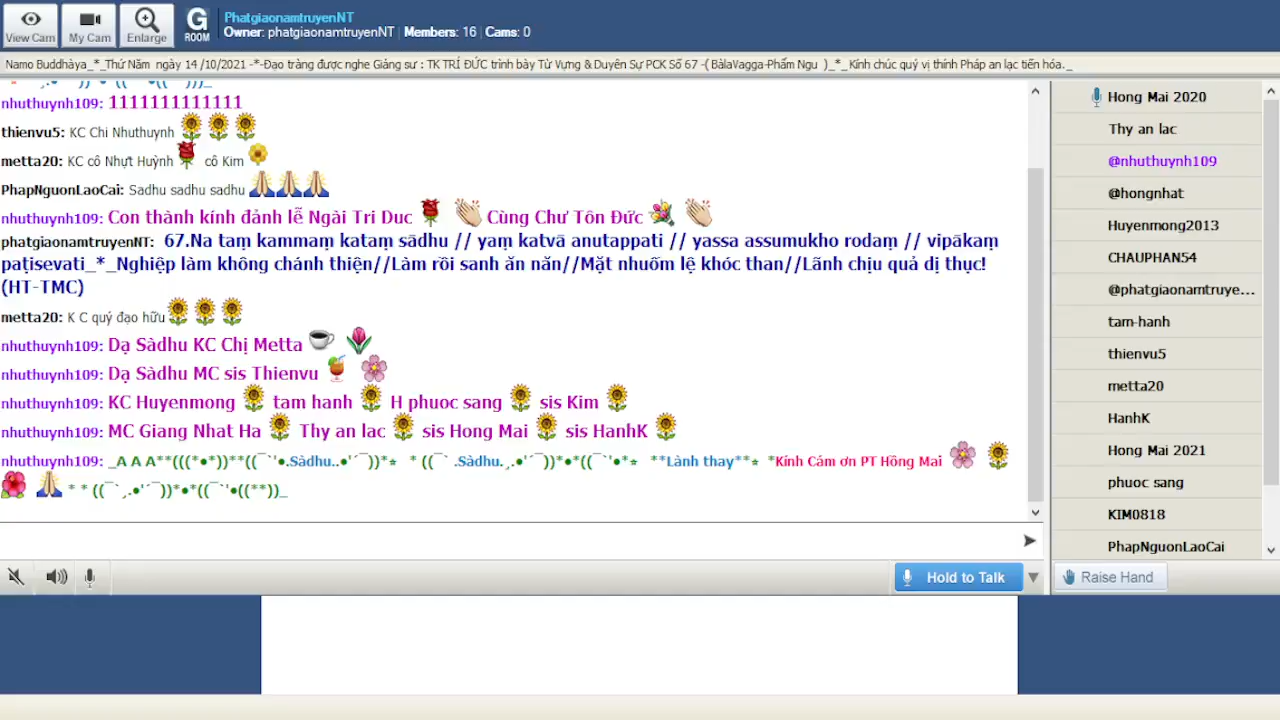 View Cam
My Cam
Enlarge
G
ROOM
PhatgiaonamtruyenNT
Owner: phatgiaonamtruyenNT | Members: 16 | Cams: 0
Namo Buddhàya_*_Thứ Năm ngày 14 /10/2021 -*-Đạo tràng được nghe Giảng sư : TK TRÍ ĐỨC trình bày Từ Vựng & Duyên Sự PCK Số 67 -( BàlaVagga-Phẩm Ngu )_*_ Kính chúc quý vị thính Pháp an lạc tiến hóa._
nhuthuynh109: 1111111111111
thienvu5: KC Chi Nhuthuynh
metta20: KC cô Nhựt Huỳnh cô Kim
PhapNguonLaoCai: Sadhu sadhu sadhu
nhuthuynh109: Con thành kính đảnh lễ Ngài Tri Duc Cùng Chư Tôn Đức
phatgiaonamtruyenNT: 67.Na taṃ kammaṃ kataṃ sādhu // yaṃ katvā anutappati // yassa assumukho rodaṃ // vipākaṃ
paṭisevati_*_Nghiệp làm không chánh thiện//Làm rồi sanh ăn năn//Mặt nhuốm lệ khóc than//Lãnh chịu quả dị thục!
(HT-TMC)
metta20: K C quý đạo hữu
nhuthuynh109: Dạ Sàdhu KC Chị Metta
nhuthuynh109: Dạ Sàdhu MC sis Thienvu
nhuthuynh109: KC Huyenmong tam hanh H phuoc sang sis Kim
nhuthuynh109: MC Giang Nhat Ha Thy an lac sis Hong Mai sis HanhK
nhuthuynh109: _A A A**(((*•*))**((¯`'•.Sàdhu..•'´¯))*⭒ * ((¯` .Sàdhu.¸.•'´¯))*•*((¯`'•*⭒ **Lành thay**⭒ *Kính Cám ơn PT Hồng Mai
* * ((¯`¸.•'´¯))*•*((¯`'•((**))_
Hold to Talk
Hong Mai 2020
Thy an lac
@nhuthuynh109
@hongnhat
Huyenmong2013
CHAUPHAN54
@phatgiaonamtruye...
tam-hanh
thienvu5
metta20
HanhK
Hong Mai 2021
phuoc sang
KIM0818
PhapNguonLaoCai
Raise Hand